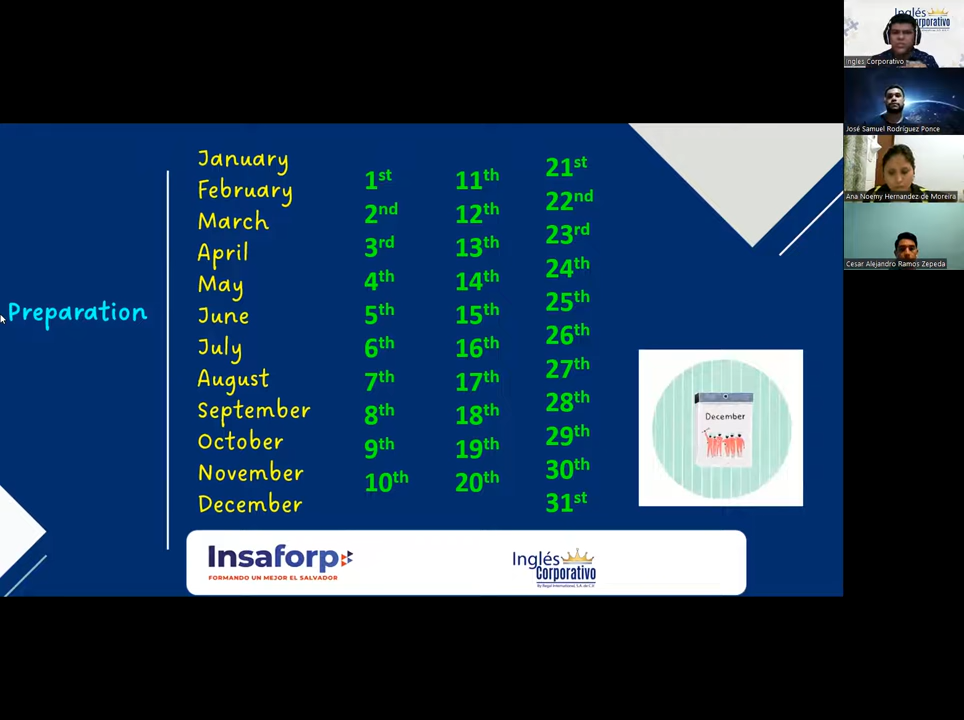 Preparation
January
February
March
April
May
June
July
August
September
October
November
December
1st
2nd
3rd
4th
5th
6th
7th
8th
9th
10th
11th
12th
13th
14th
15th
16th
17th
18th
19th
20th
21st
22nd
23rd
24th
25th
26th
27th
28th
29th
30th
31st
December
Insaforp
FORMANDO UN MEJOR EL SALVADOR
Inglés
Corporativo
Inglés
Corporativo
Ingles Corporativo
José Samuel Rodríguez Ponce
Ana Noemy Hernandez de Moreira
Cesar Alejandro Ramos Zepeda